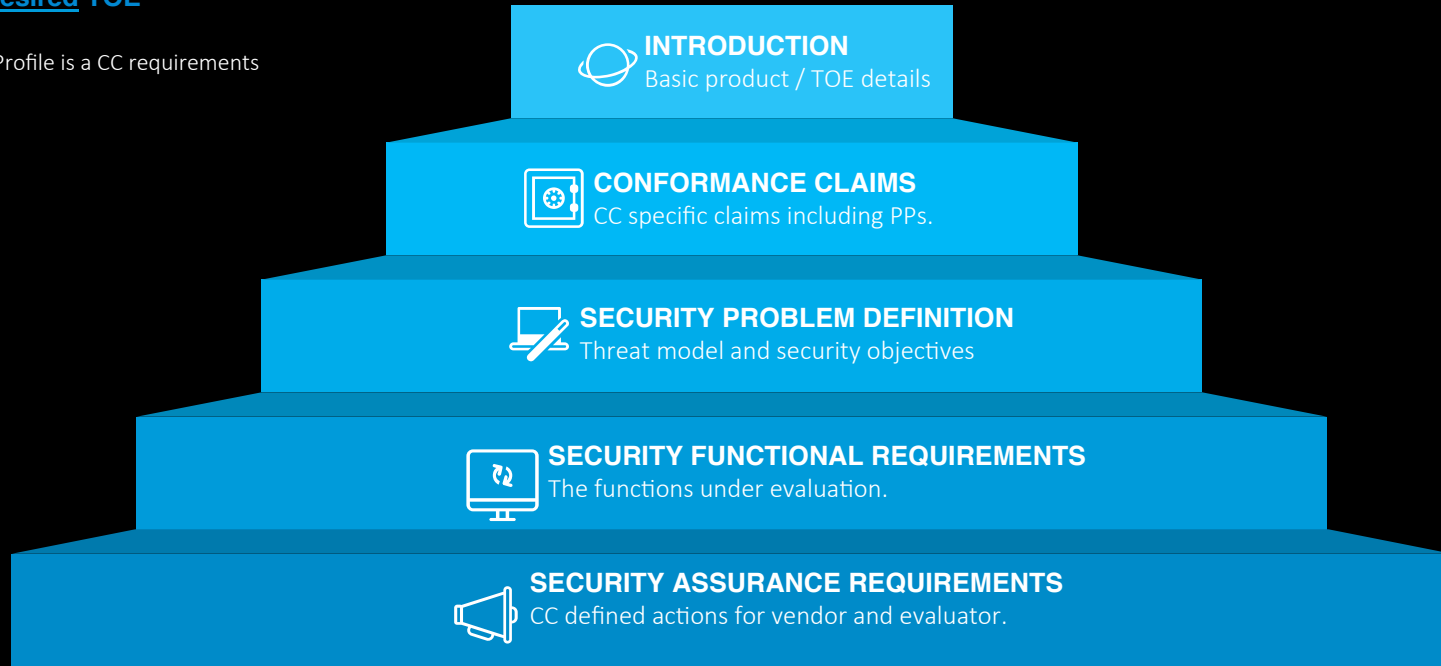 TOE
Profile is a CC requirements
INTRODUCTION
Basic product / TOE details
CONFORMANCE CLAIMS
CC specific claims including PPs.
SECURITY PROBLEM DEFINITION
Threat model and security objectives
SECURITY FUNCTIONAL REQUIREMENTS
The functions under evaluation.
SECURITY ASSURANCE REQUIREMENTS
CC defined actions for vendor and evaluator.